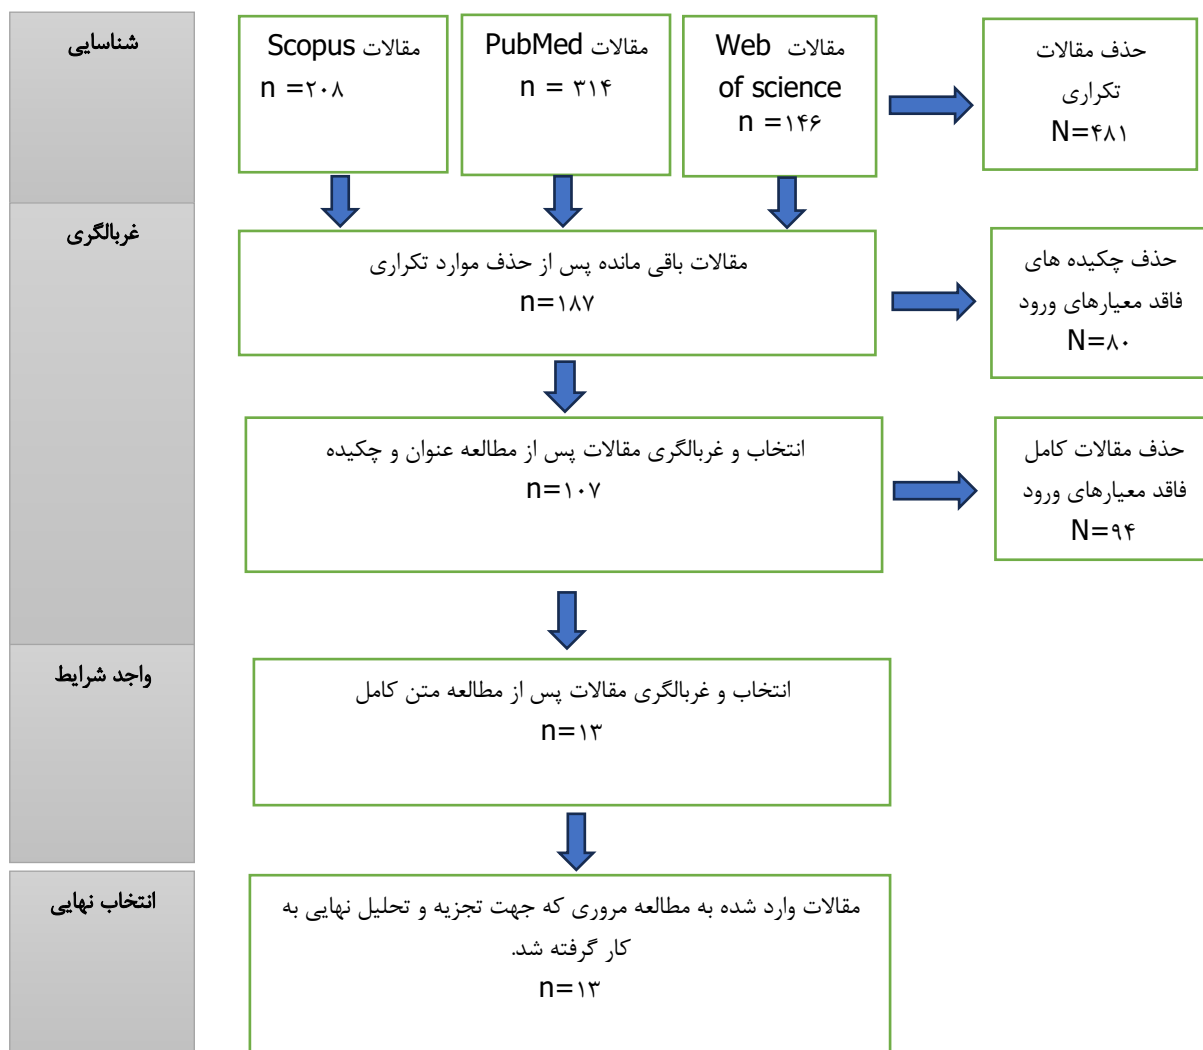 شناسایی
مقالات Scopus
n =۲۰۸
مقالات PubMed
n = ۳۱۴
مقالات Web
of science
n =۱۴۶
حذف مقالات
تکراری
N=۴۸۱
غربالگری
مقالات باقی مانده پس از حذف موارد تکراری
n=۱۸۷
حذف چکیده های
فاقد معیارهای ورود
N=۸۰
انتخاب و غربالگری مقالات پس از مطالعه عنوان و چکیده
n=۱۰۷
حذف مقالات کامل
فاقد معیارهای ورود
N=۹۴
واجد شرایط
انتخاب و غربالگری مقالات پس از مطالعه متن کامل
n=۱۳
انتخاب نهایی
مقالات وارد شده به مطالعه مروری که جهت تجزیه و تحلیل نهایی به
کار گرفته شد.
n=۱۳